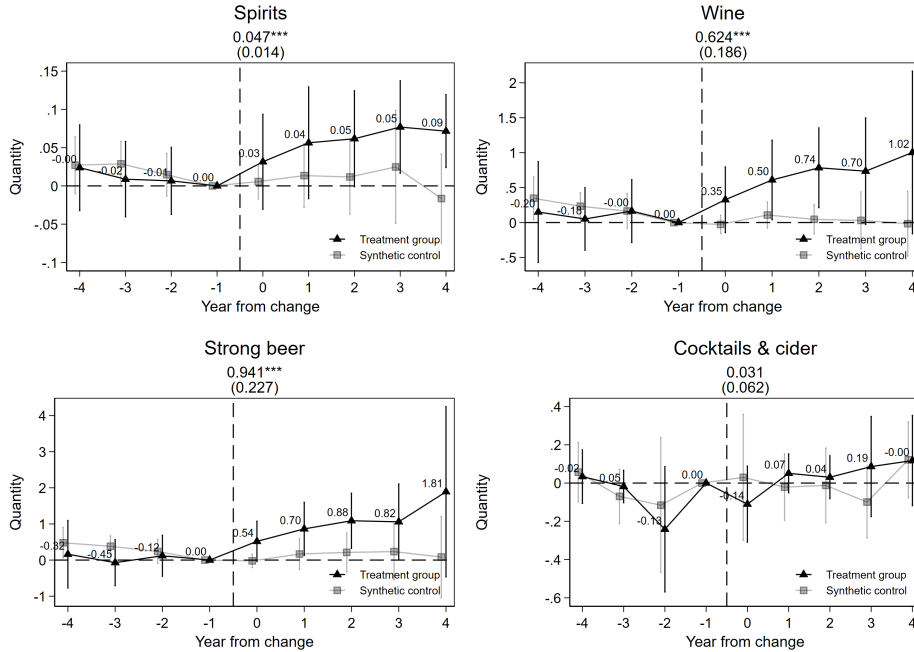 Spirits
0.047***
(0.014)
Quantity
.15
.1
.05
0
-.05
-.1
-0.00
-0.02
-0.01
0.00
0.03
0.04
0.05
0.05
0.09
Treatment group
Synthetic control
-4 -3 -2 -1 0 1 2 3 4
Year from change
Wine
0.624***
(0.186)
Quantity
2
1
.5
0
-.5
-0.20
-0.18
-0.00
0.00
0.35
0.50
0.74
0.70
1.02
Treatment group
Synthetic control
-4 -3 -2 -1 0 1 2 3 4
Year from change
Strong beer
0.941***
(0.227)
Quantity
4
3
2
1
0
-1
-0.32
-0.45
-0.12
0.00
0.54
0.70
0.88
0.82
1.81
Treatment group
Synthetic control
-4 -3 -2 -1 0 1 2 3 4
Year from change
Cocktails & cider
0.031
(0.062)
Quantity
.4
.2
0
-.2
-.4
-.6
-0.02
0.05
-0.13
0.00
-0.14
0.07
0.04
0.19
-0.00
Treatment group
Synthetic control
-4 -3 -2 -1 0 1 2 3 4
Year from change